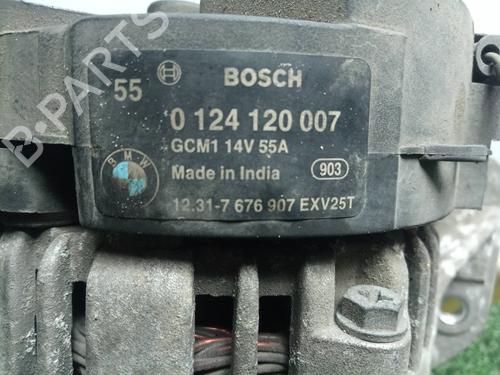 B-PARTS
55 BOSCH
0 124 120 007
GCM1 14V 55A
Made in India 903
BMW
12.31-7 676 907 EXV25T